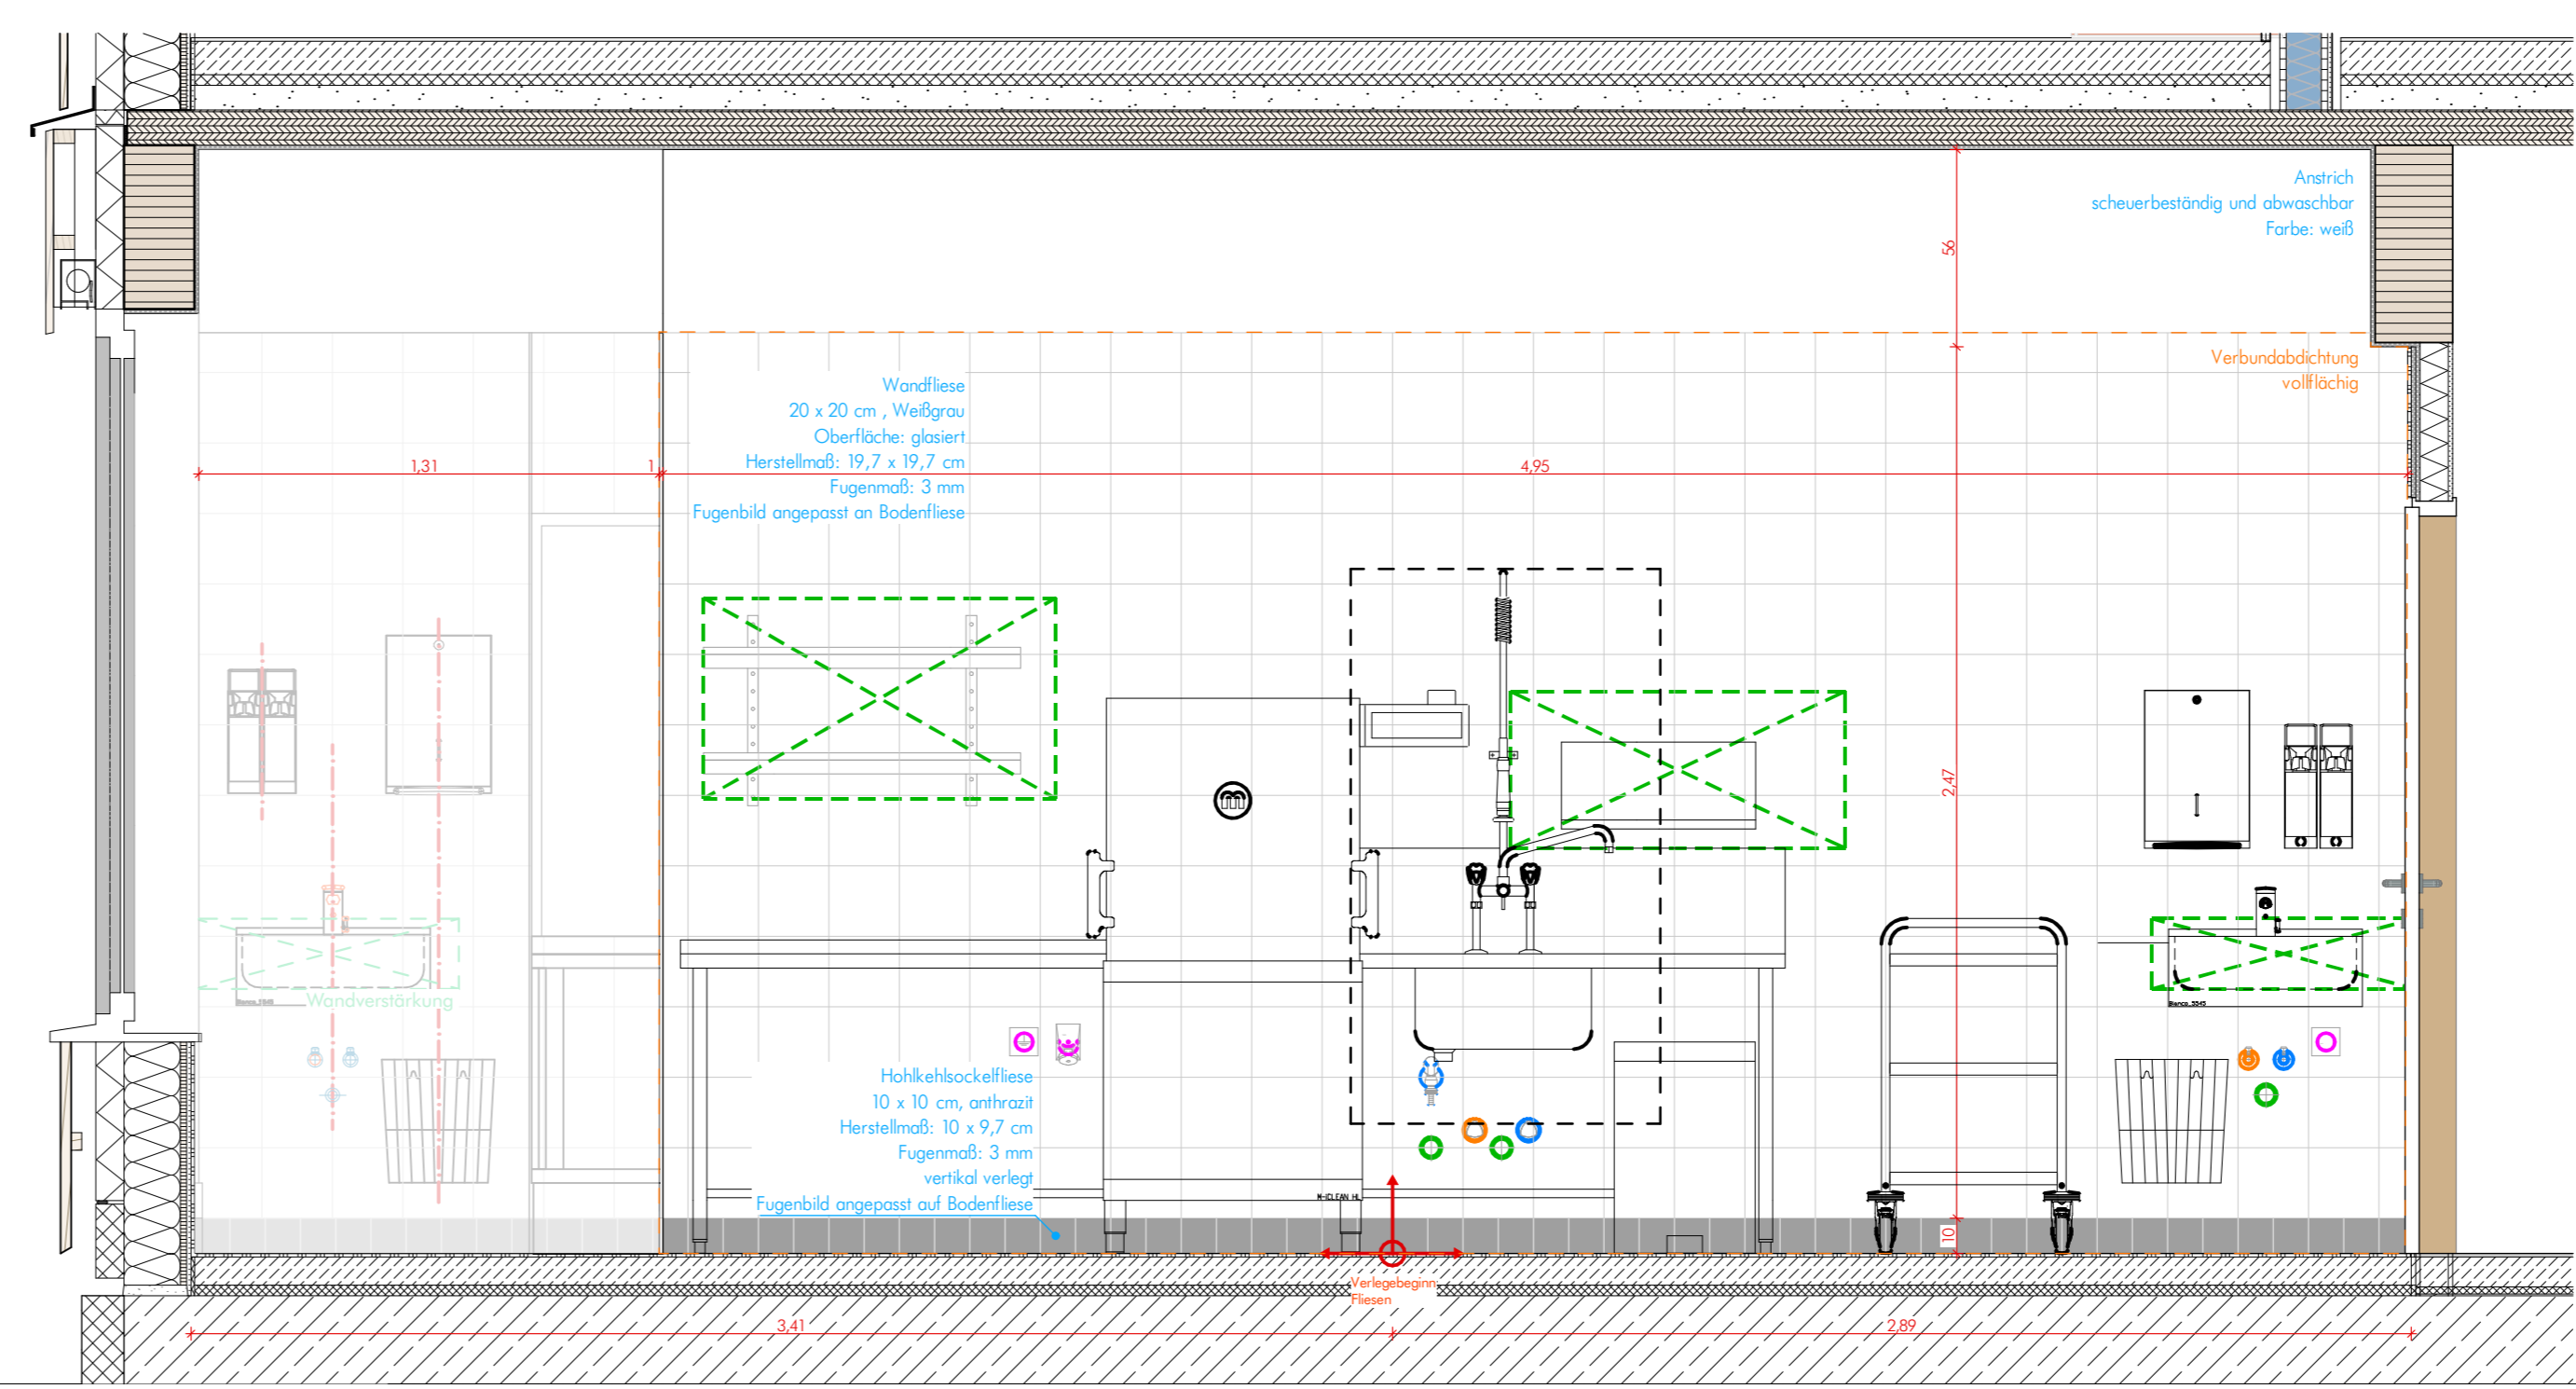 Anstrich
scheuerbeständig und abwaschbar
Farbe: weiß
56
Verbundabdichtung
vollflächig
Wandfliese
20 x 20 cm , Weißgrau
Oberfläche: glasiert
Herstellmaß: 19,7 x 19,7 cm
Fugenmaß: 3 mm
Fugenbild angepasst an Bodenfliese
1,31
1
4,95
2,47
m
Wandverstärkung
Hohlkehlsockelfliese
10 x 10 cm, anthrazit
Herstellmaß: 10 x 9,7 cm
Fugenmaß: 3 mm
vertikal verlegt
Fugenbild angepasst auf Bodenfliese
M-iCLEAN HL
10
Verlegebeginn
Fliesen
3,41
2,89